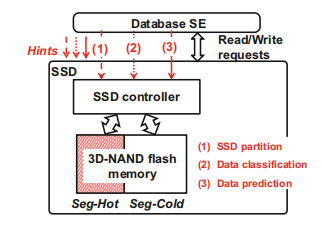 Database SE
Hints
(1) (2) (3)
Read/Write
requests
SSD
SSD controller
3D-NAND flash
memory
(1) SSD partition
(2) Data classification
(3) Data prediction
Seg-Hot Seg-Cold